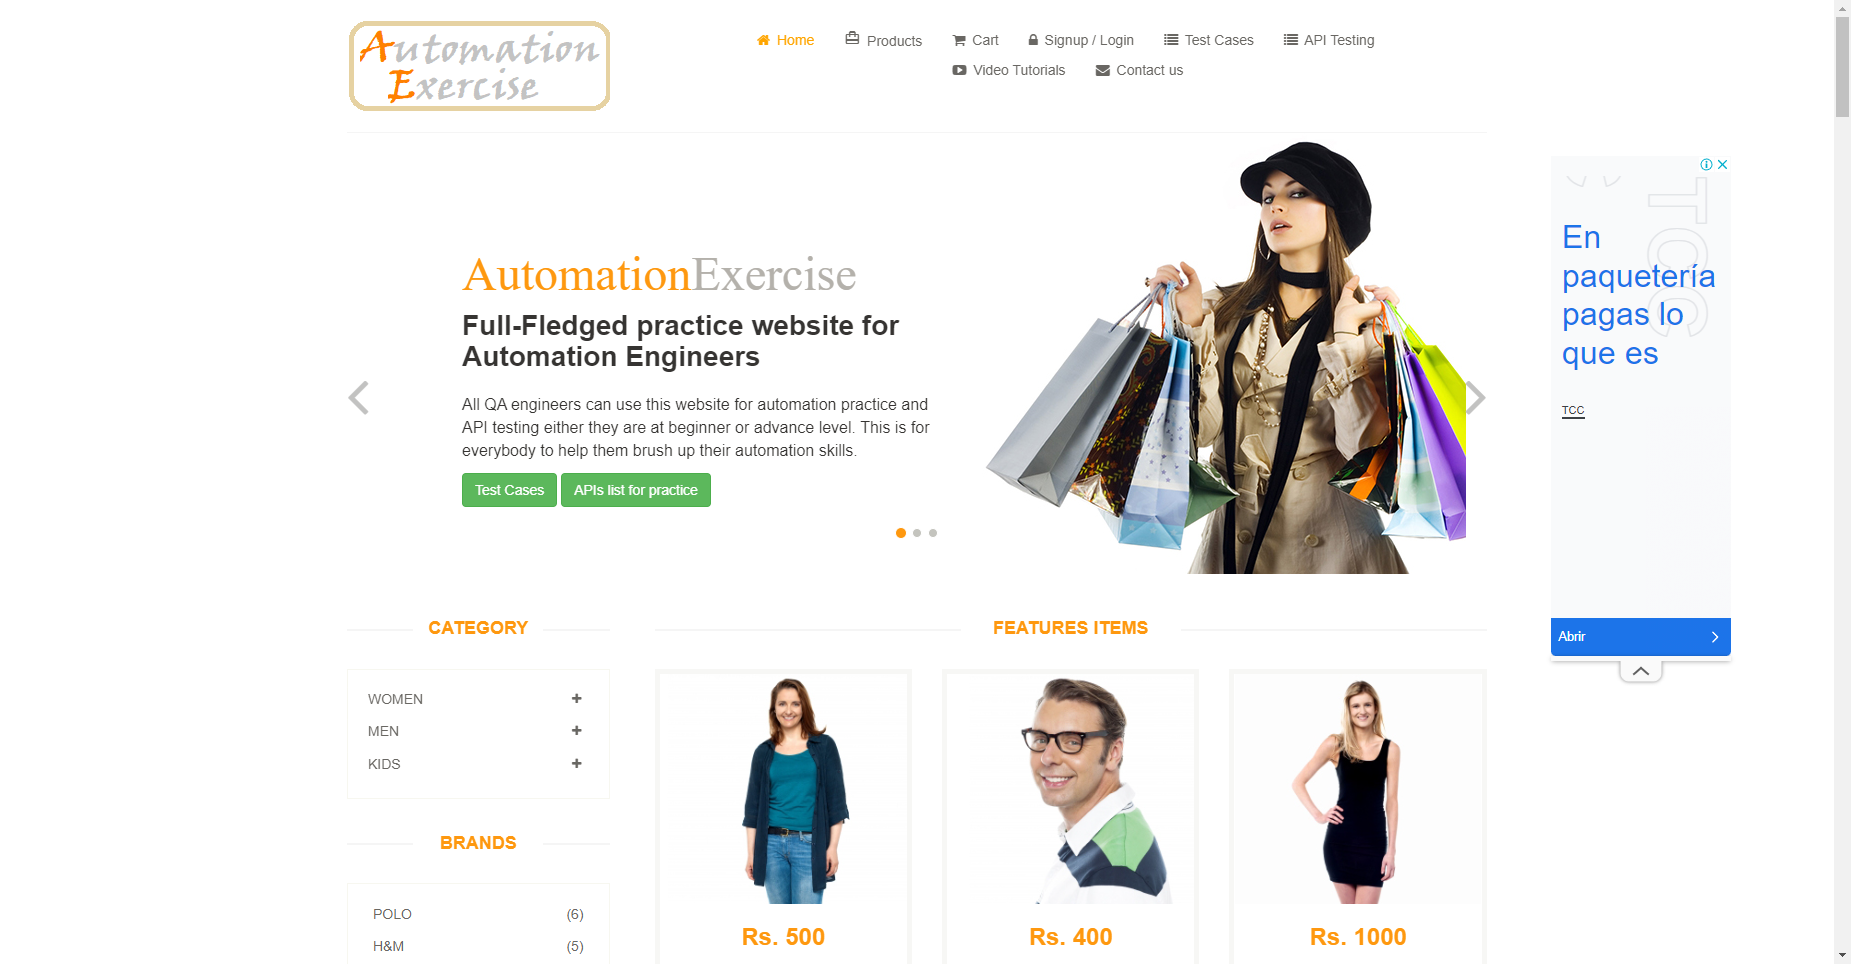 Automation
Exercise
Home
Products
Cart
Signup / Login
Test Cases
API Testing
Video Tutorials
Contact us
AutomationExercise
Full-Fledged practice website for
Automation Engineers
All QA engineers can use this website for automation practice and
API testing either they are at beginner or advance level. This is for
everybody to help them brush up their automation skills.
Test Cases
APIs list for practice
TCC
En
paquetería
pagas lo
que es
TCC
Abrir
CATEGORY
WOMEN
MEN
KIDS
BRANDS
POLO (6)
H&M (5)
FEATURES ITEMS
Rs. 500
Rs. 400
Rs. 1000